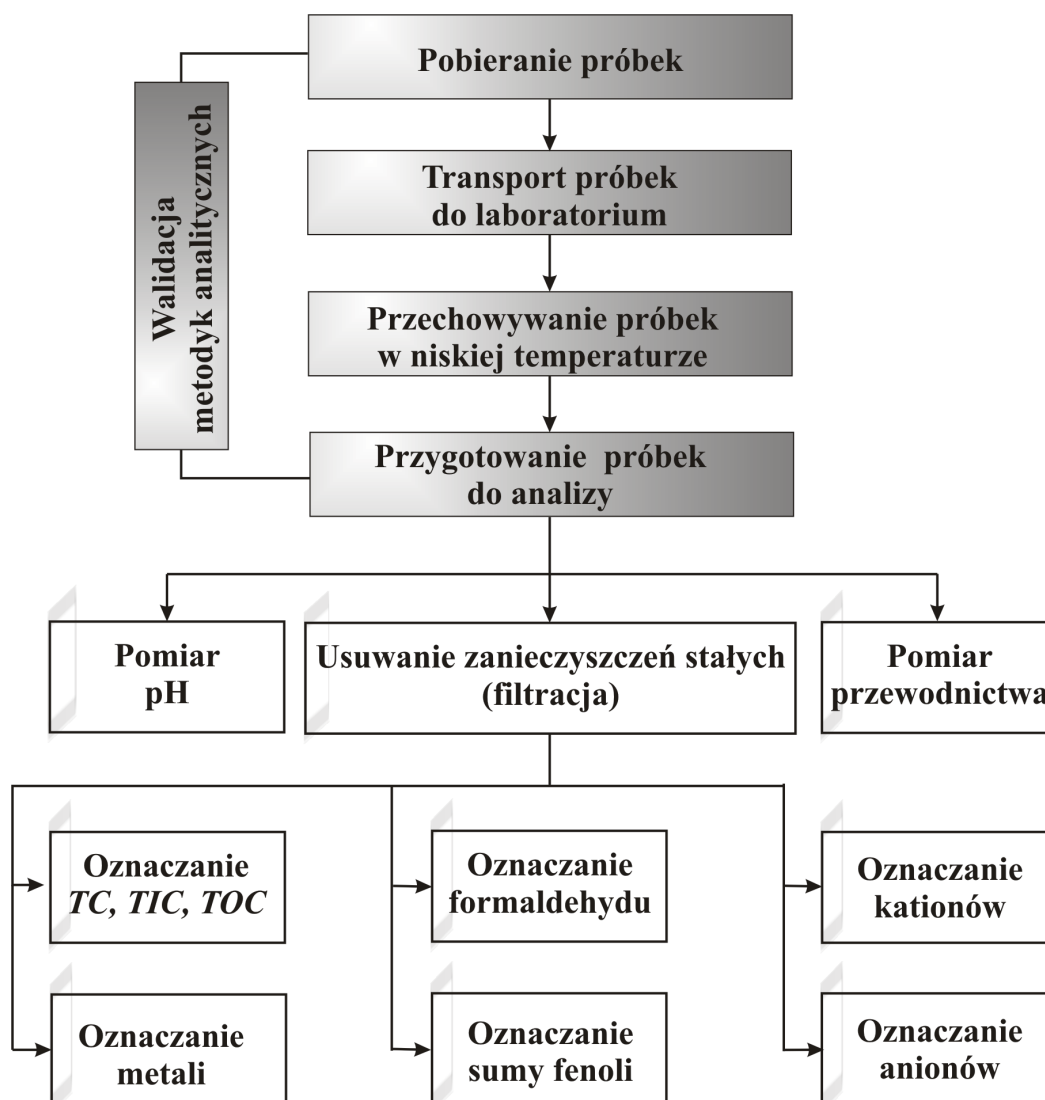 Pobieranie próbek
Walidacja
metodyk analitycznych
Transport próbek
do laboratorium
Przechowywanie próbek
w niskiej temperaturze
Przygotowanie próbek
do analizy
Pomiar
pH
Usuwanie zanieczyszczeń stałych
(filtracja)
Pomiar
przewodnictwa
Oznaczanie
TC, TIC, TOC
Oznaczanie
formaldehydu
Oznaczanie
kationów
Oznaczanie
metali
Oznaczanie
sumy fenoli
Oznaczanie
anionów